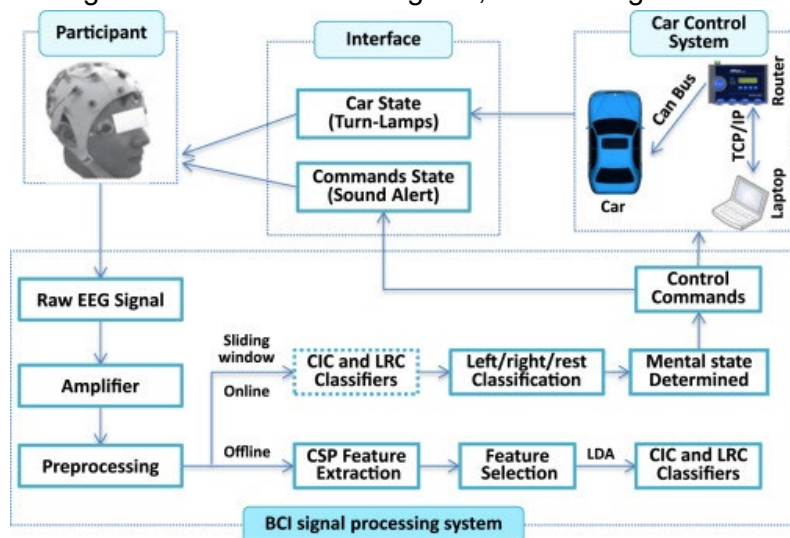 Participant
Interface
Car Control
System
Car State
(Turn-Lamps)
Commands State
(Sound Alert)
Can Bus
Router
TCP/IP
Laptop
Car
Raw EEG Signal
Control
Commands
Sliding
window
Online
CIC and LRC
Classifiers
Left/right/rest
Classification
Mental state
Determined
Amplifier
Preprocessing
Offline
CSP Feature
Extraction
Feature
Selection
LDA
CIC and LRC
Classifiers
BCI signal processing system